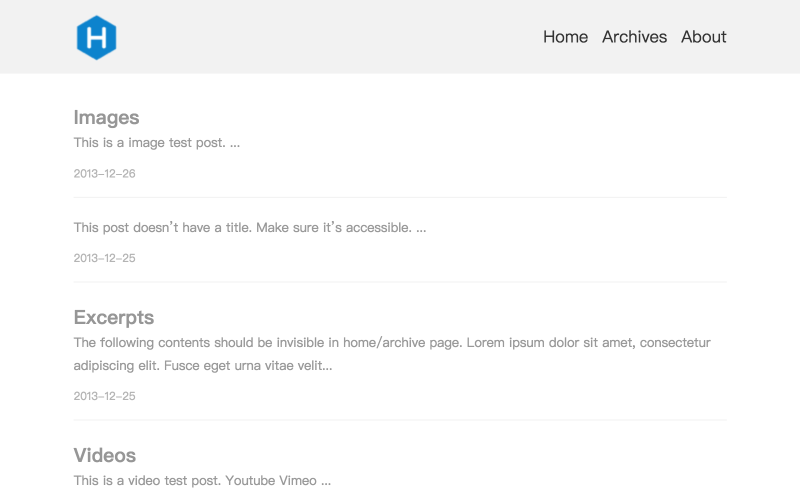 H
Home Archives About
Images
This is a image test post. ...
2013-12-26
This post doesn't have a title. Make sure it's accessible. ...
2013-12-25
Excerpts
The following contents should be invisible in home/archive page. Lorem ipsum dolor sit amet, consectetur
adipiscing elit. Fusce eget urna vitae velit...
2013-12-25
Videos
This is a video test post. Youtube Vimeo ...